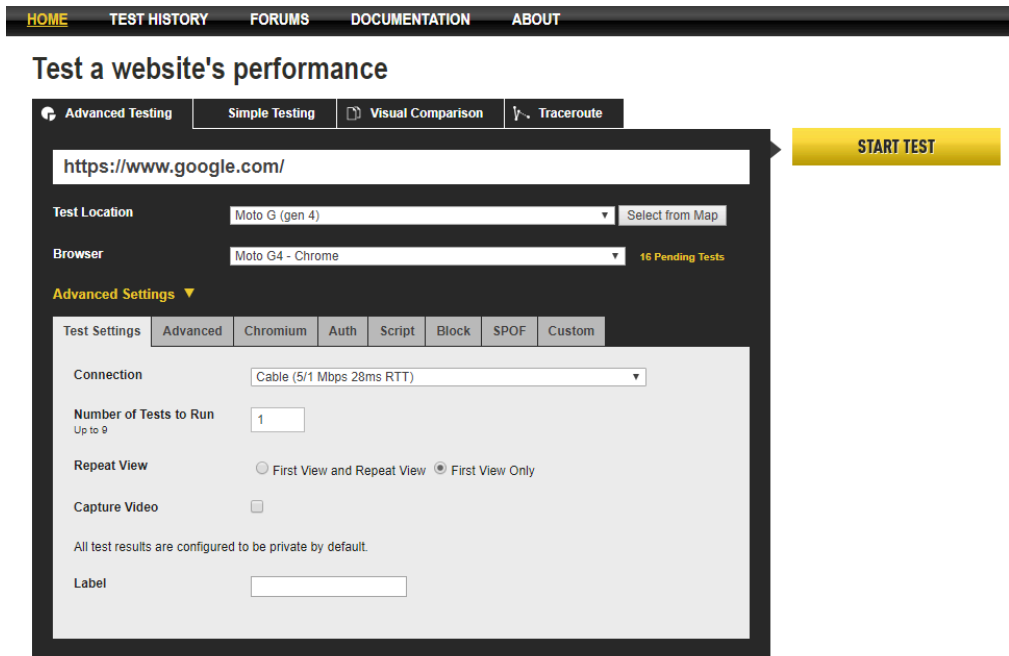 HOME TEST HISTORY FORUMS DOCUMENTATION ABOUT
Test a website's performance
Advanced Testing Simple Testing Visual Comparison Traceroute
https://www.google.com/
START TEST
Test Location Moto G (gen 4) Select from Map
Browser Moto G4 - Chrome 16 Pending Tests
Advanced Settings
Test Settings Advanced Chromium Auth Script Block SPOF Custom
Connection Cable (5/1 Mbps 28ms RTT)
Number of Tests to Run 1
Up to 9
Repeat View First View and Repeat View First View Only
Capture Video
All test results are configured to be private by default.
Label